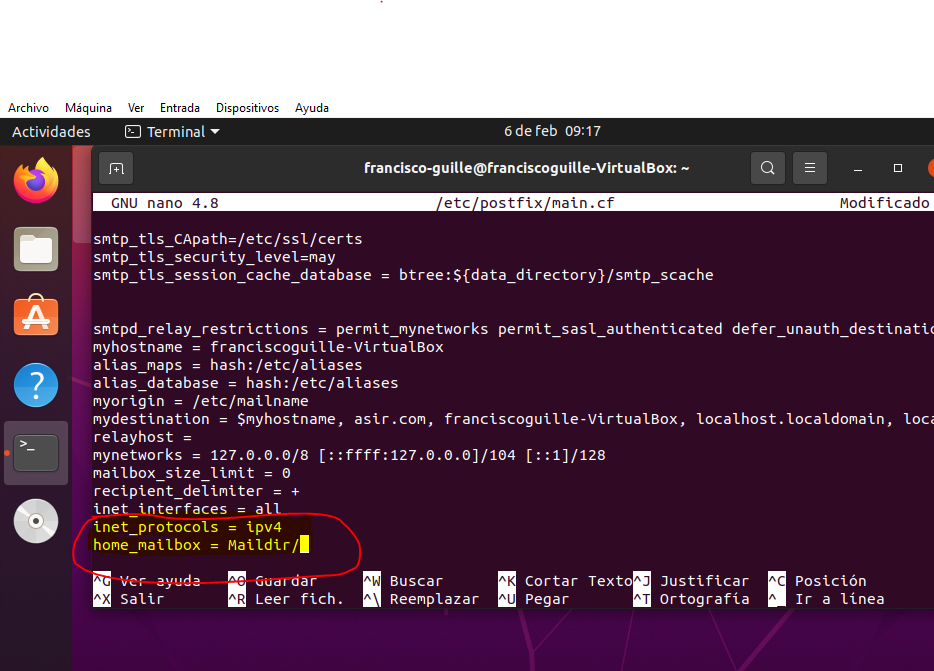 Archivo Máquina Ver Entrada Dispositivos Ayuda
Actividades Terminal 6 de feb 09:17
francisco-guille@franciscoguille-VirtualBox: ~
GNU nano 4.8 /etc/postfix/main.cf Modificado
smtp_tls_CApath=/etc/ssl/certs
smtp_tls_security_level=may
smtp_tls_session_cache_database = btree:${data_directory}/smtp_scache
smtpd_relay_restrictions = permit_mynetworks permit_sasl_authenticated defer_unauth_destinatio
myhostname = franciscoguille-VirtualBox
alias_maps = hash:/etc/aliases
alias_database = hash:/etc/aliases
myorigin = /etc/mailname
mydestination = $myhostname, asir.com, franciscoguille-VirtualBox, localhost.localdomain, loca
relayhost =
mynetworks = 127.0.0.0/8 [::ffff:127.0.0.0]/104 [::1]/128
mailbox_size_limit = 0
recipient_delimiter = +
inet_interfaces = all
inet_protocols = ipv4
home_mailbox = Maildir/
^G Ver ayuda ^O Guardar ^W Buscar ^K Cortar Texto ^J Justificar ^C Posición
^X Salir ^R Leer fich. ^\ Reemplazar ^U Pegar ^T Ortografía ^_ Ir a línea